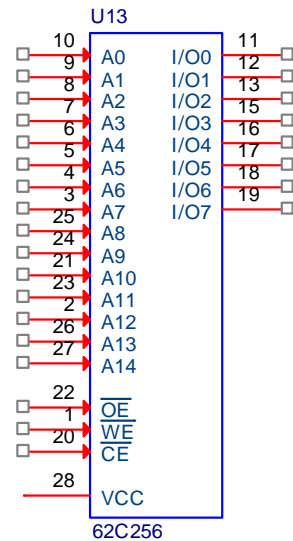 U13
10 A0 I/O0 11
9 A1 I/O1 12
8 A2 I/O2 13
7 A3 I/O3 15
6 A4 I/O4 16
5 A5 I/O5 17
4 A6 I/O6 18
3 A7 I/O7 19
25 A8
24 A9
21 A10
23 A11
2 A12
26 A13
27 A14
22 OE
1 WE
20 CE
28 VCC
62C256